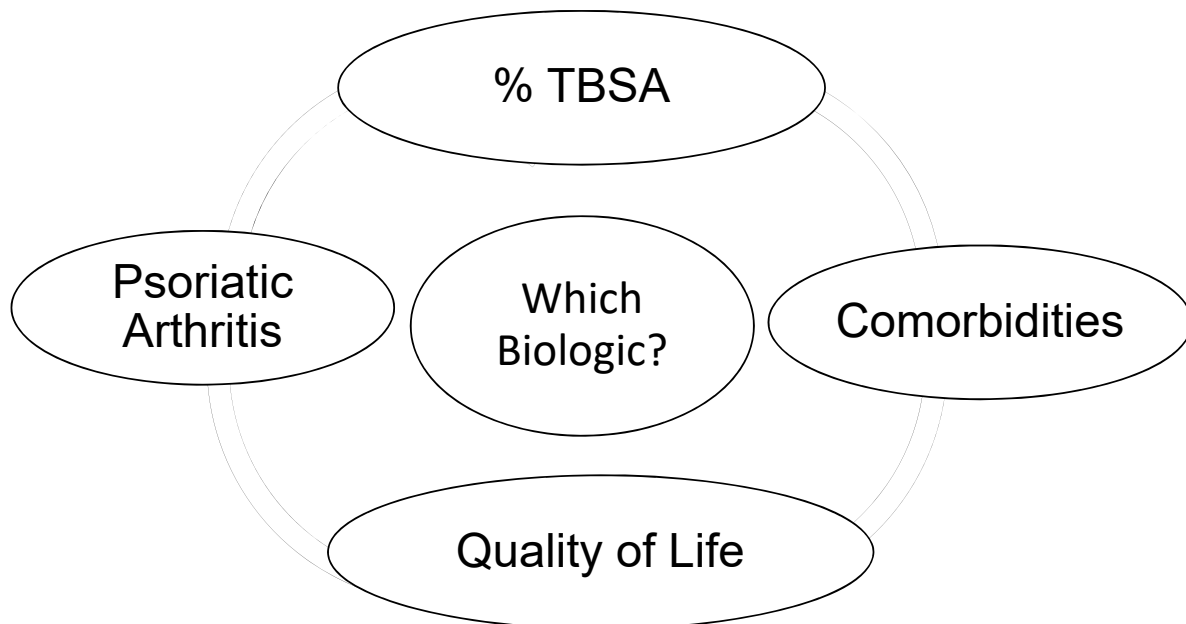 % TBSA
Psoriatic
Arthritis
Which
Biologic?
Comorbidities
Quality of Life